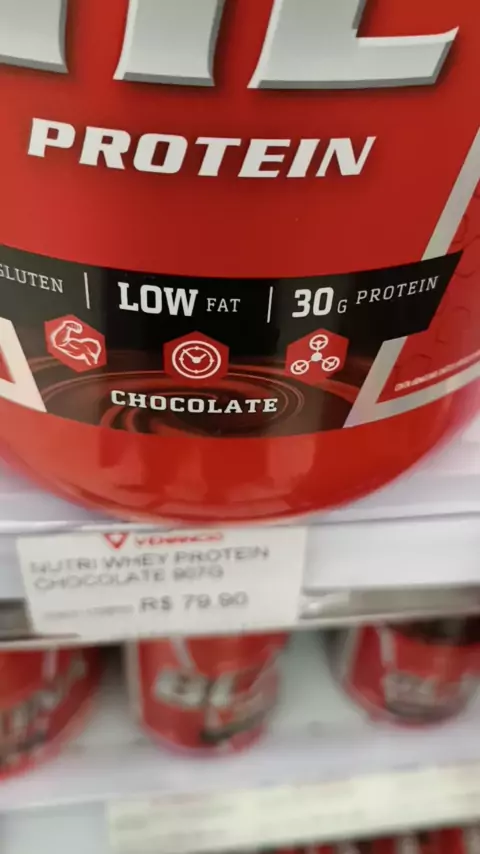 PROTEIN
GLUTEN | LOW FAT | 30G PROTEIN
CHOCOLATE
NUTRI WHEY PROTEIN
CHOCOLATE 907G
R$ 79.90